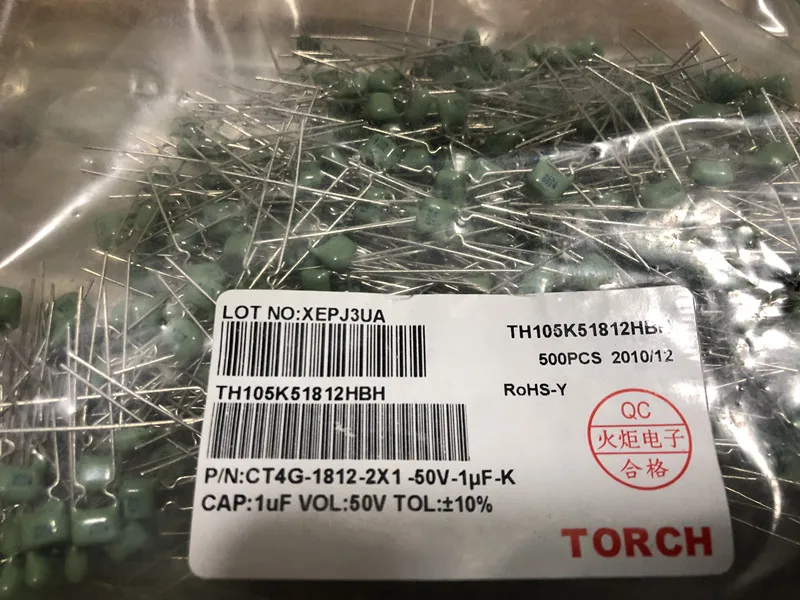 LOT NO:XEPJ3UA
TH105K51812HBH
TH105K51812HBH
500PCS 2010/12
RoHS-Y
QC
火炬电子
合格
P/N:CT4G-1812-2X1 -50V-1µF-K
CAP:1uF VOL:50V TOL:±10%
TORCH